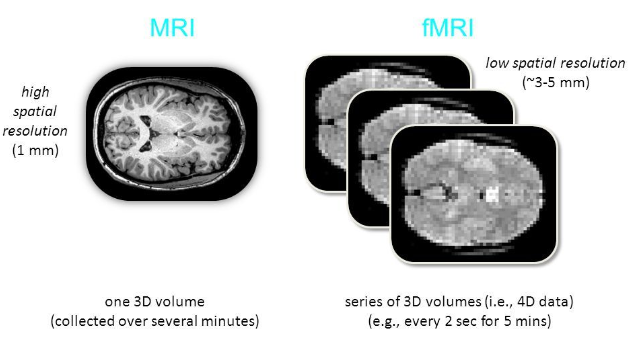 MRI
fMRI
high
spatial
resolution
(1 mm)
low spatial resolution
(~3-5 mm)
one 3D volume
(collected over several minutes)
series of 3D volumes (i.e., 4D data)
(e.g., every 2 sec for 5 mins)